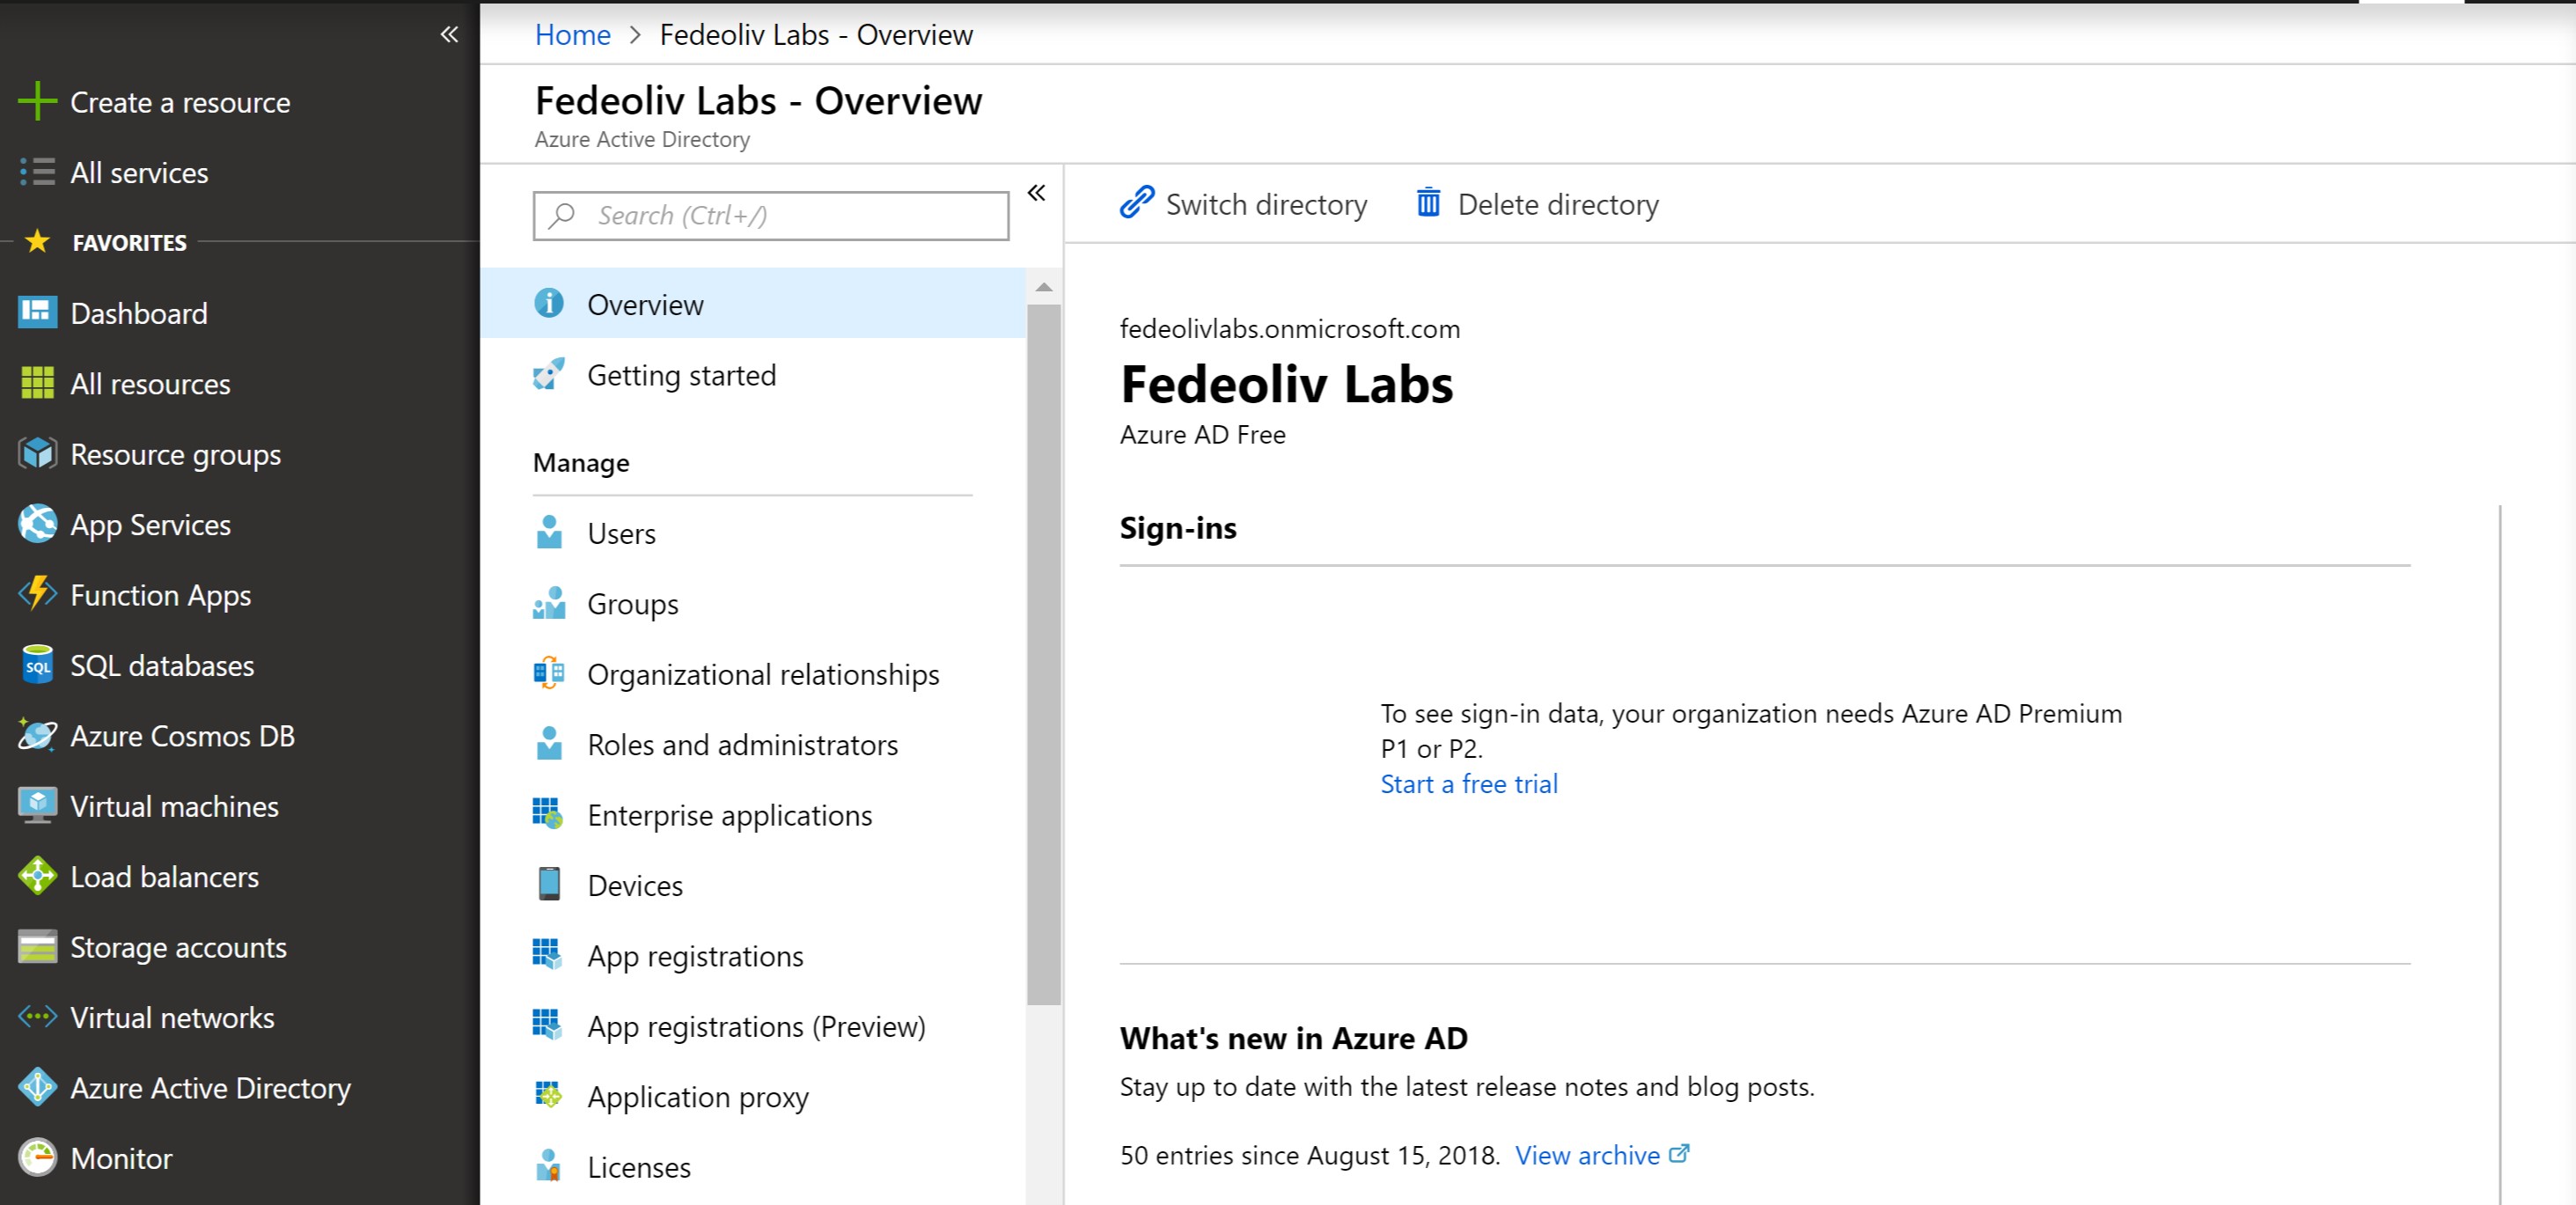 Create a resource
All services
FAVORITES
Dashboard
All resources
Resource groups
App Services
Function Apps
SQL
SQL databases
Azure Cosmos DB
Virtual machines
Load balancers
Storage accounts
Virtual networks
Azure Active Directory
Monitor
Home > Fedeoliv Labs - Overview
Fedeoliv Labs - Overview
Azure Active Directory
Search (Ctrl+/)
Overview
Getting started
Manage
Users
Groups
Organizational relationships
Roles and administrators
Enterprise applications
Devices
App registrations
App registrations (Preview)
Application proxy
Licenses
Switch directory
Delete directory
fedeolivlabs.onmicrosoft.com
Fedeoliv Labs
Azure AD Free
Sign-ins
To see sign-in data, your organization needs Azure AD Premium
P1 or P2.
Start a free trial
What's new in Azure AD
Stay up to date with the latest release notes and blog posts.
50 entries since August 15, 2018. View archive